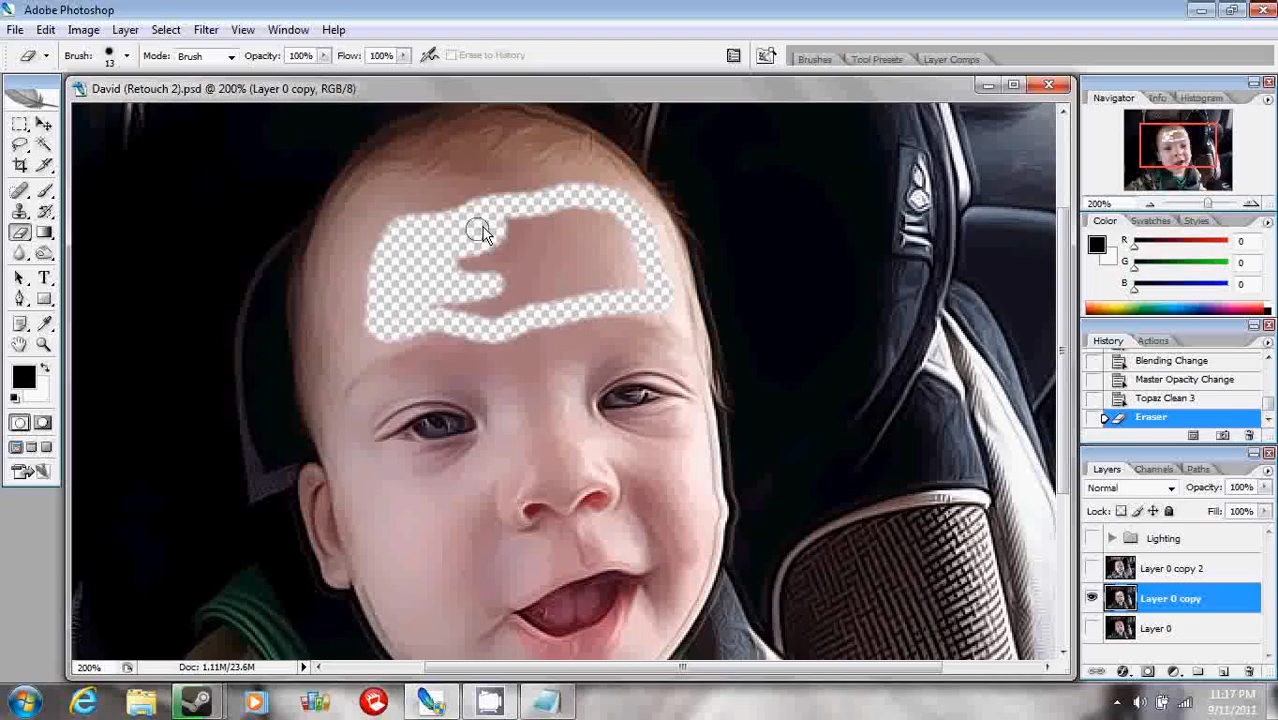 Adobe Photoshop
File Edit Image Layer Select Filter View Window Help
Brush: 13 Mode: Brush Opacity: 100% Flow: 100% Erase to History Brushes Tool Presets Layer Comps
David (Retouch 2).psd @ 200% (Layer 0 copy, RGB/8)
Navigator Info Histogram
200%
Color Swatches Styles
R 0
G 0
B 0
History Actions
Blending Change
Master Opacity Change
Topaz Clean 3
Eraser
Layers Channels Paths
Normal Opacity: 100%
Lock: Fill: 100%
Lighting
Layer 0 copy 2
Layer 0 copy
Layer 0
200% Doc: 1.11M/23.6M
11:17 PM
9/11/2011